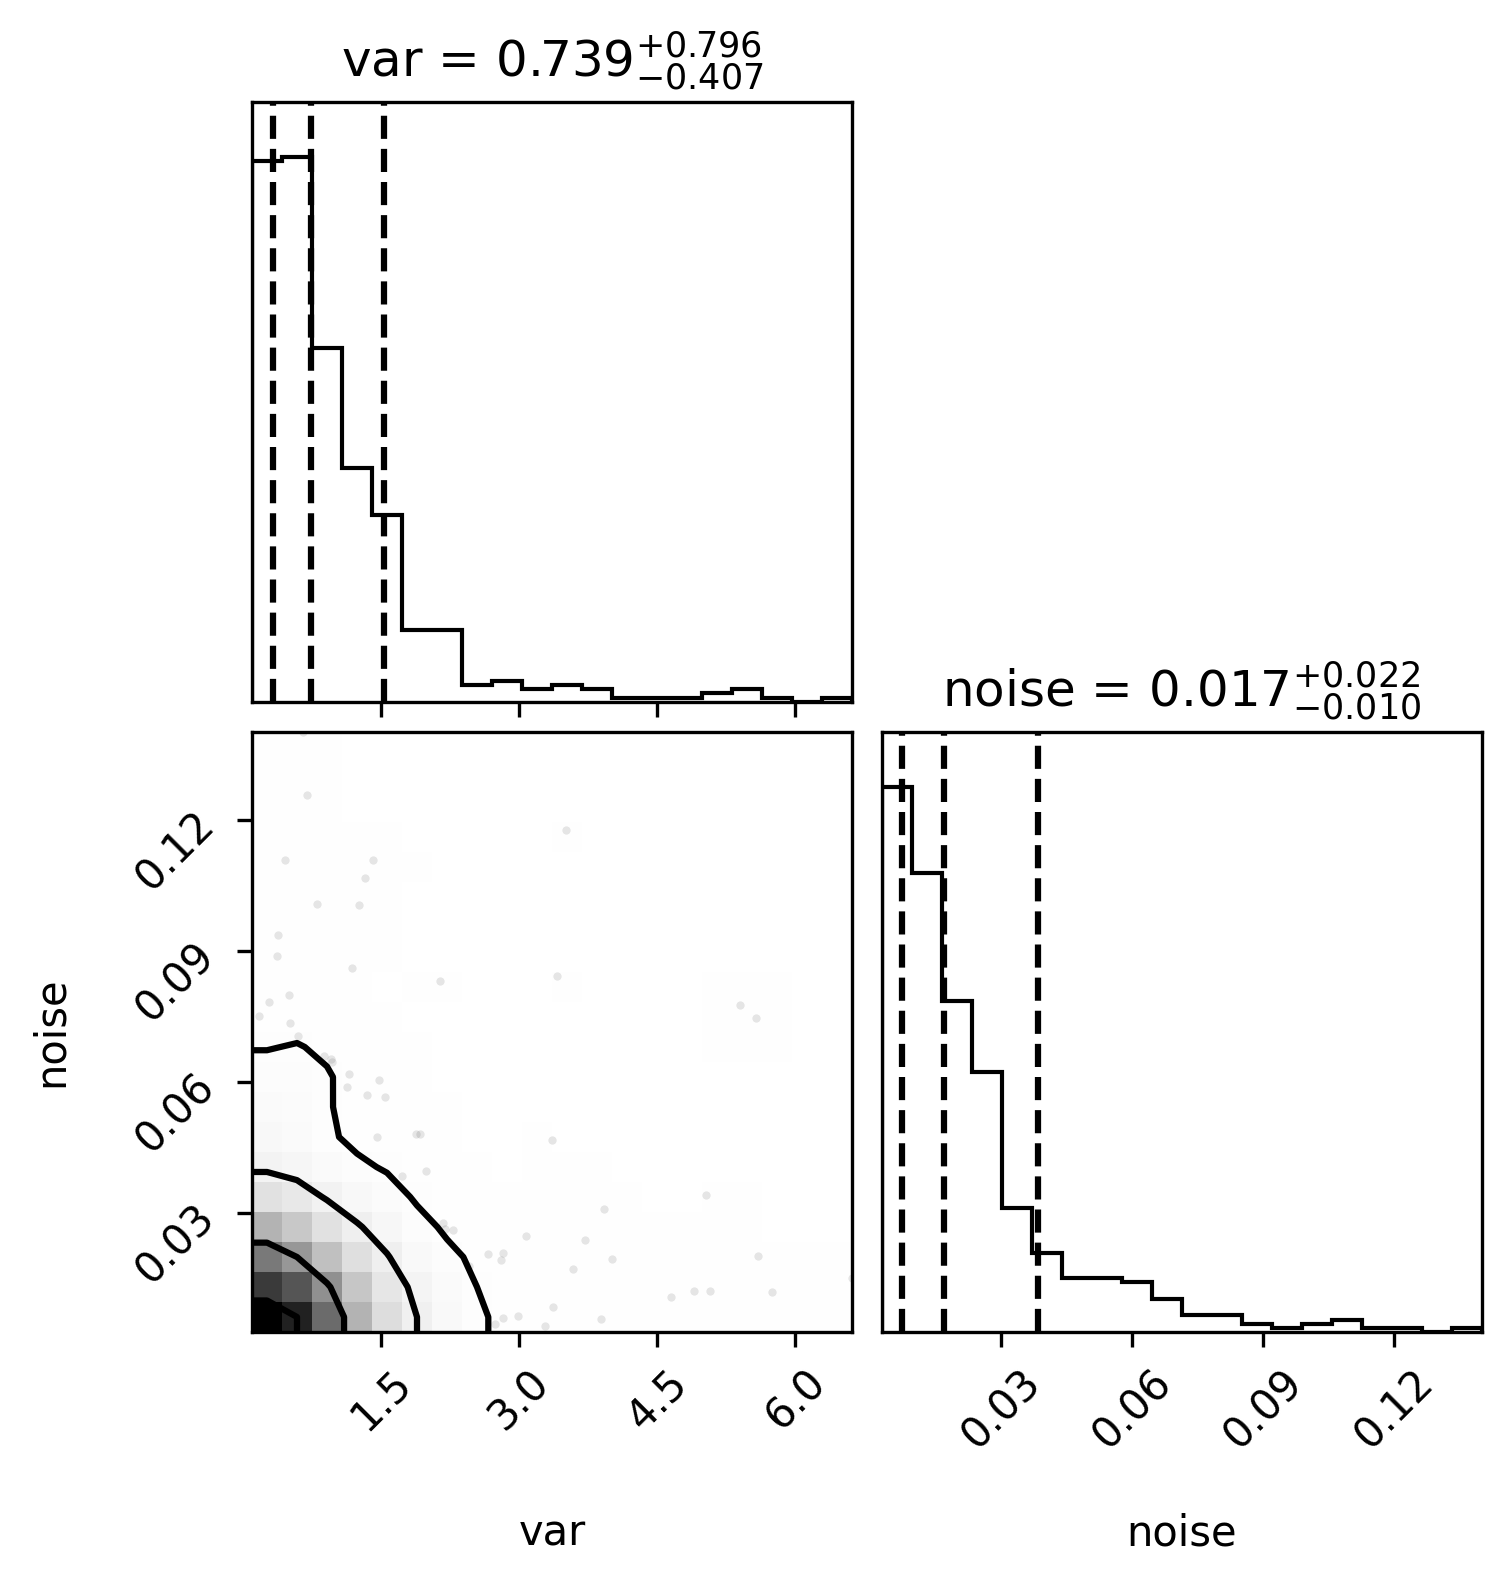 var = 0.739+0.796−0.407
noise = 0.017+0.022−0.010
0.12
0.09
0.06
0.03
noise
1.5 3.0 4.5 6.0
0.03 0.06 0.09 0.12
var
noise